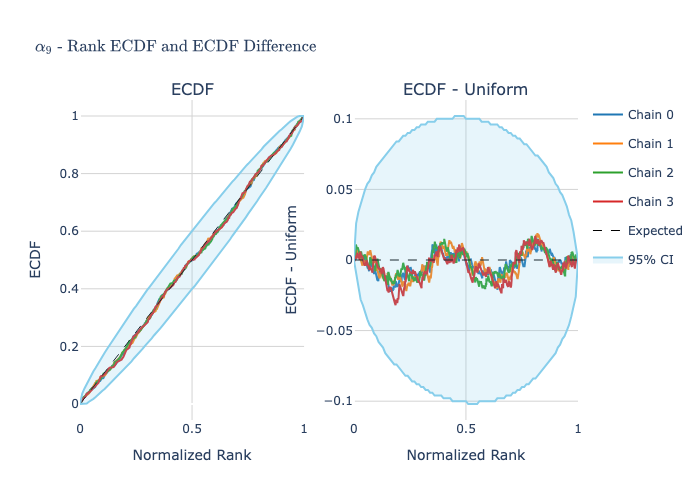 α₉ - Rank ECDF and ECDF Difference
ECDF
ECDF - Uniform
Chain 0
Chain 1
Chain 2
Chain 3
Expected
95% CI
ECDF
1
0.8
0.6
0.4
0.2
0
0
0.5
1
Normalized Rank
ECDF - Uniform
0.1
0.05
0
−0.05
−0.1
0
0.5
1
Normalized Rank